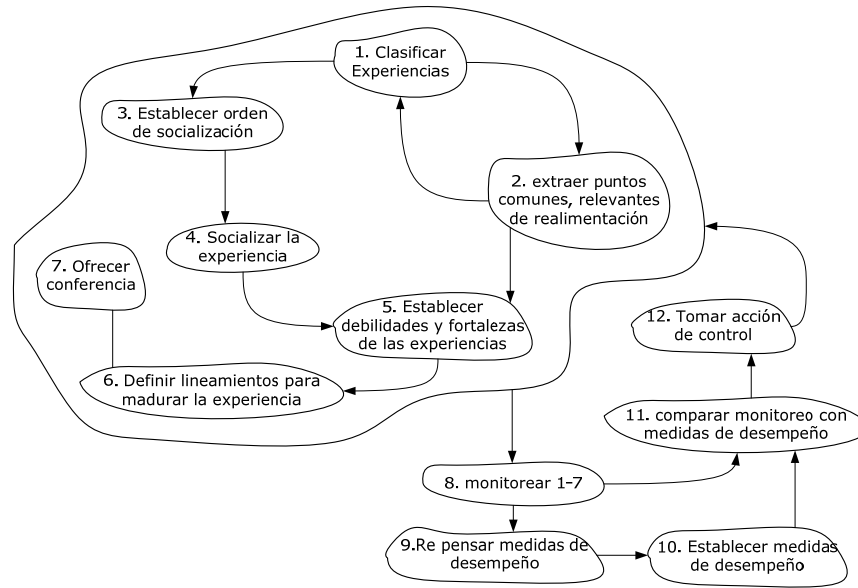 1. Clasificar
Experiencias
3. Establecer orden
de socialización
2. extraer puntos
comunes, relevantes
de realimentación
4. Socializar la
experiencia
7. Ofrecer
conferencia
5. Establecer
debilidades y fortalezas
de las experiencias
6. Definir lineamientos para
madurar la experiencia
12. Tomar acción
de control
11. comparar monitoreo con
medidas de desempeño
8. monitorear 1-7
9.Re pensar medidas de
desempeño
10. Establecer medidas
de desempeño